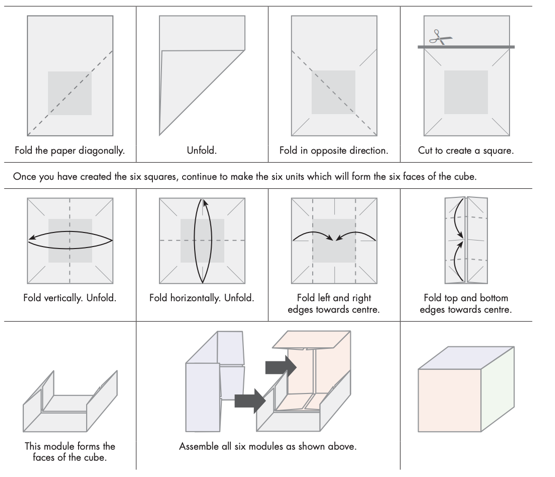 Fold the paper diagonally.
Unfold.
Fold in opposite direction.
Cut to create a square.
Once you have created the six squares, continue to make the six units which will form the six faces of the cube.
Fold vertically. Unfold.
Fold horizontally. Unfold.
Fold left and right
edges towards centre.
Fold top and bottom
edges towards centre.
This module forms the
faces of the cube.
Assemble all six modules as shown above.